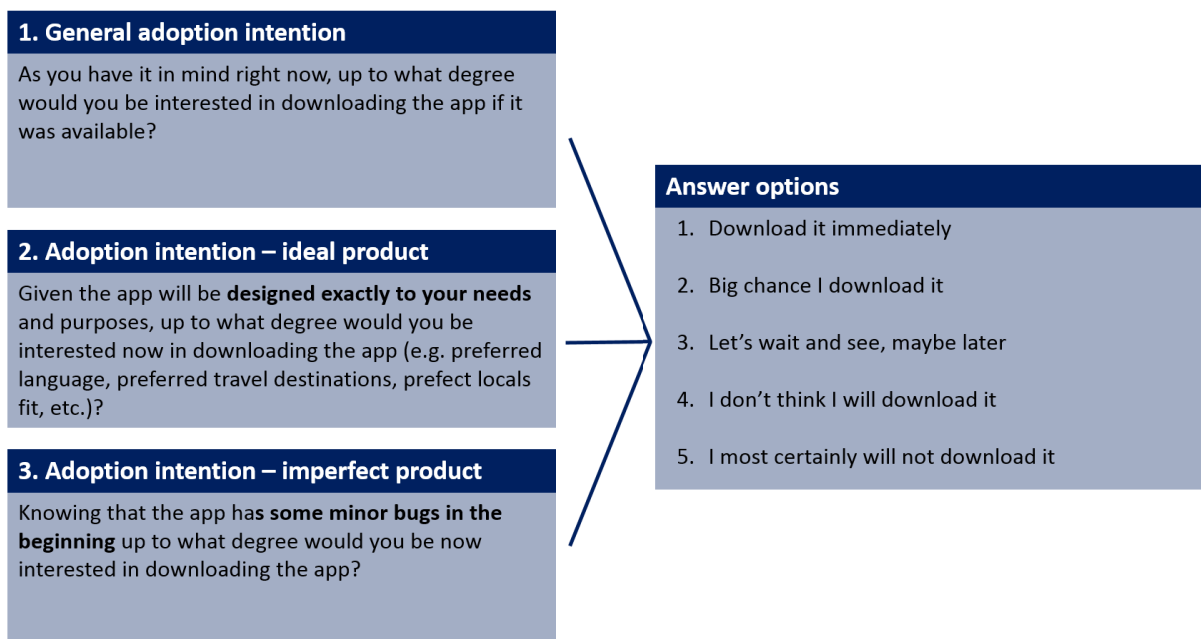 1. General adoption intention
As you have it in mind right now, up to what degree
would you be interested in downloading the app if it
was available?
2. Adoption intention – ideal product
Given the app will be designed exactly to your needs
and purposes, up to what degree would you be
interested now in downloading the app (e.g. preferred
language, preferred travel destinations, prefect locals
fit, etc.)?
3. Adoption intention – imperfect product
Knowing that the app has some minor bugs in the
beginning up to what degree would you be now
interested in downloading the app?
Answer options
1. Download it immediately
2. Big chance I download it
3. Let’s wait and see, maybe later
4. I don’t think I will download it
5. I most certainly will not download it